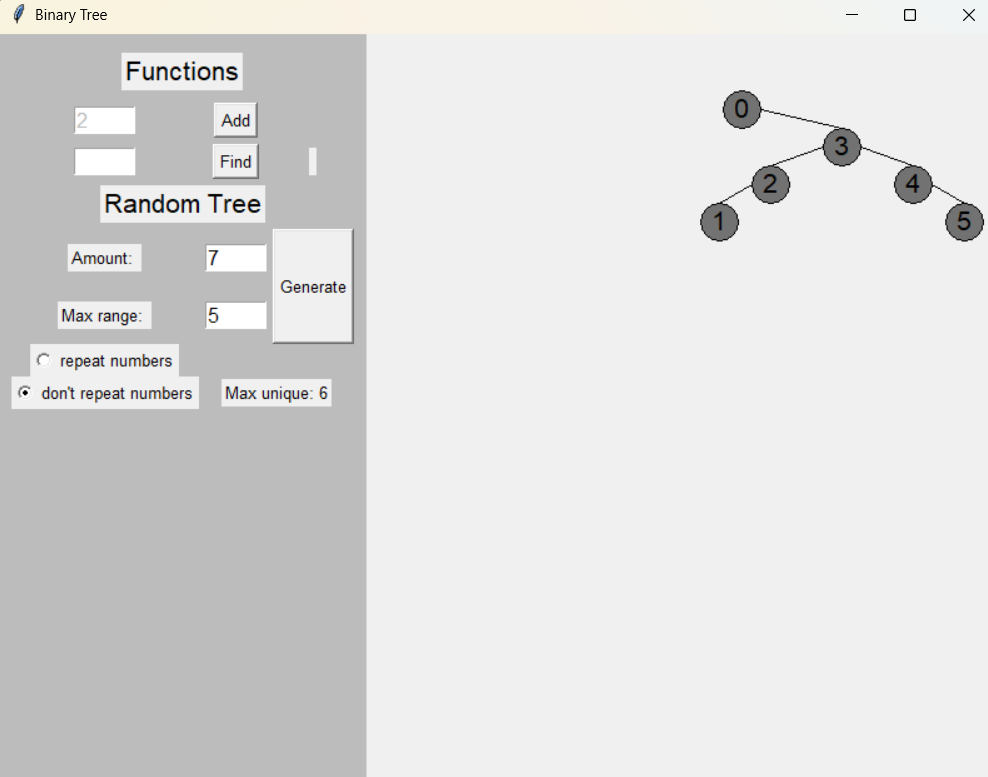 Binary Tree
Functions
2 Add
Find
Random Tree
Amount: 7
Generate
Max range: 5
repeat numbers
don't repeat numbers Max unique: 6
0
3
2 4
1 5